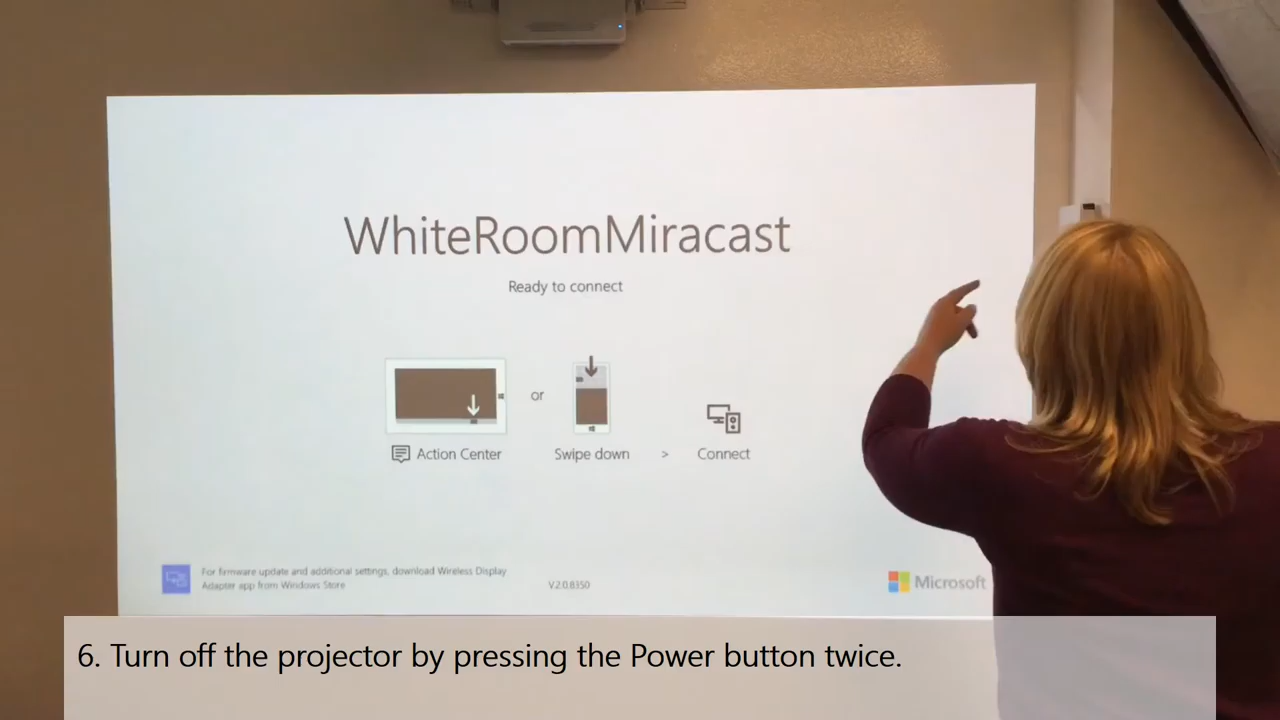 WhiteRoomMiracast
Ready to connect
or
Action Center
Swipe down
>
Connect
For firmware update and additional settings, download Wireless Display
Adapter app from Windows Store
V.2.0.8350
Microsoft
6. Turn off the projector by pressing the Power button twice.